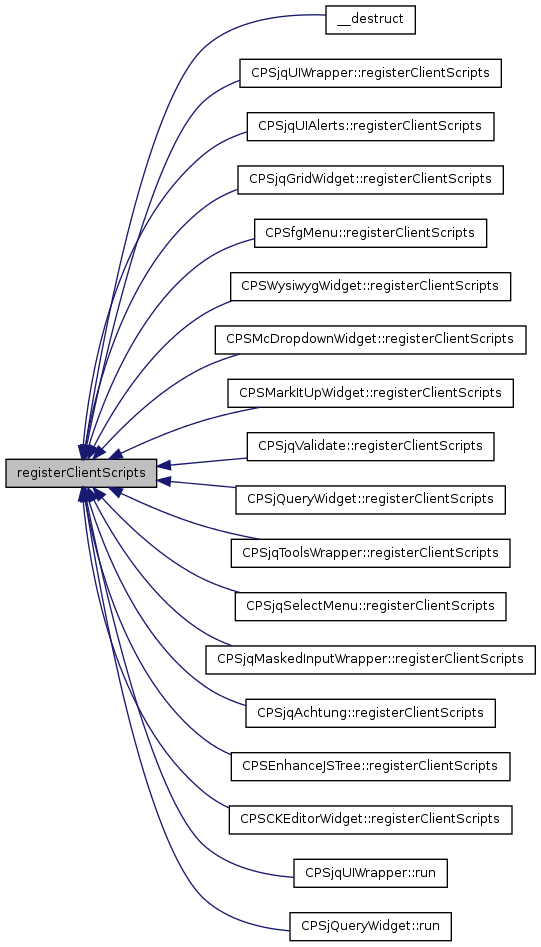 __destruct
CPSjqUIWrapper::registerClientScripts
CPSjqUIAlerts::registerClientScripts
CPSjqGridWidget::registerClientScripts
CPSfgMenu::registerClientScripts
CPSWysiwygWidget::registerClientScripts
CPSMcDropdownWidget::registerClientScripts
CPSMarkItUpWidget::registerClientScripts
CPSjqValidate::registerClientScripts
registerClientScripts
CPSjQueryWidget::registerClientScripts
CPSjqToolsWrapper::registerClientScripts
CPSjqSelectMenu::registerClientScripts
CPSjqMaskedInputWrapper::registerClientScripts
CPSjqAchtung::registerClientScripts
CPSEnhanceJSTree::registerClientScripts
CPSCKEditorWidget::registerClientScripts
CPSjqUIWrapper::run
CPSjQueryWidget::run